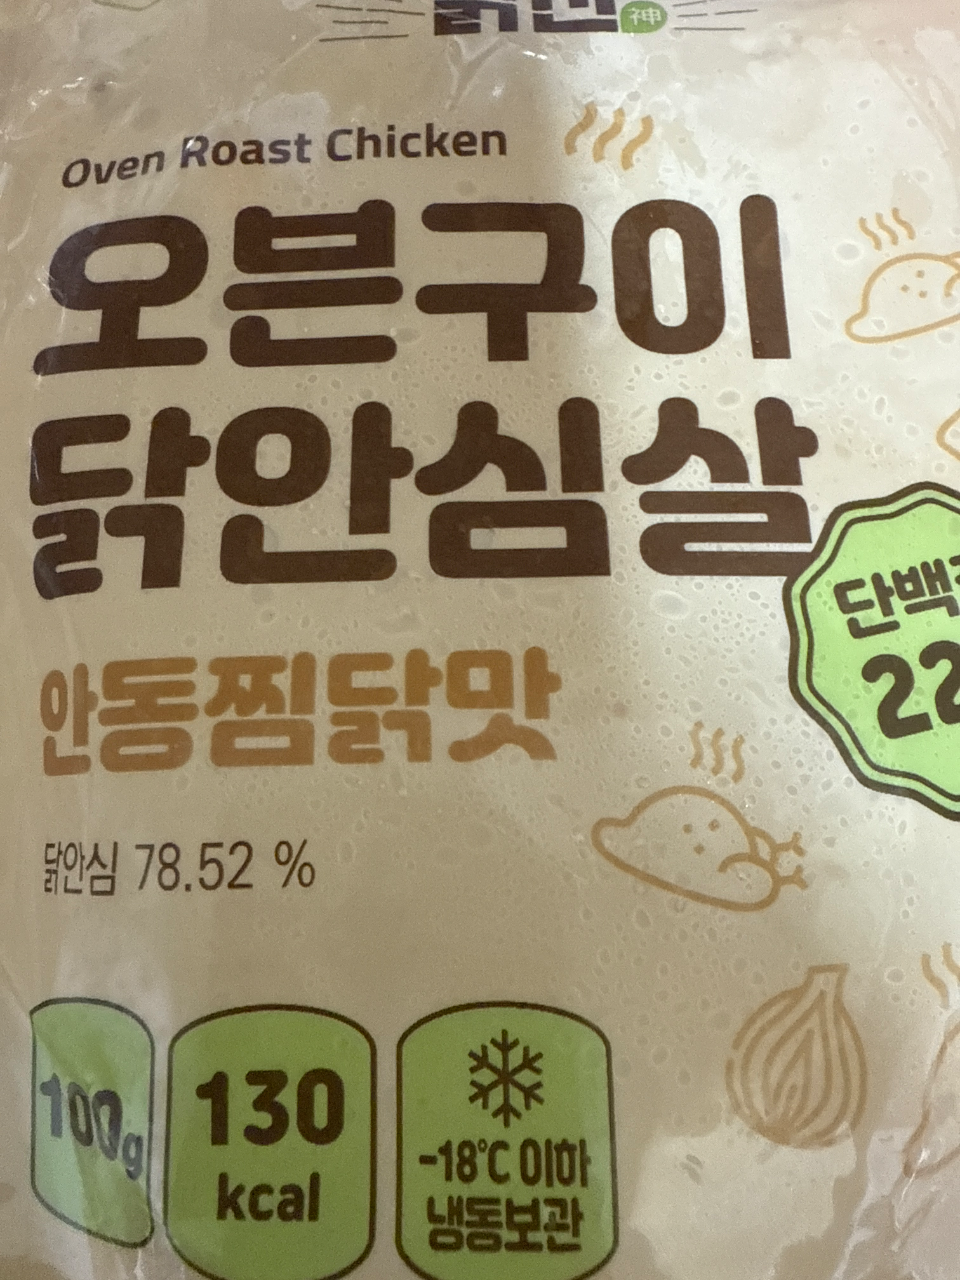 神
Oven Roast Chicken
오븐구이
닭안심살
단백
22
안동찜닭맛
닭안심 78.52 %
100g
130
kcal
-18℃ 이하
냉동보관